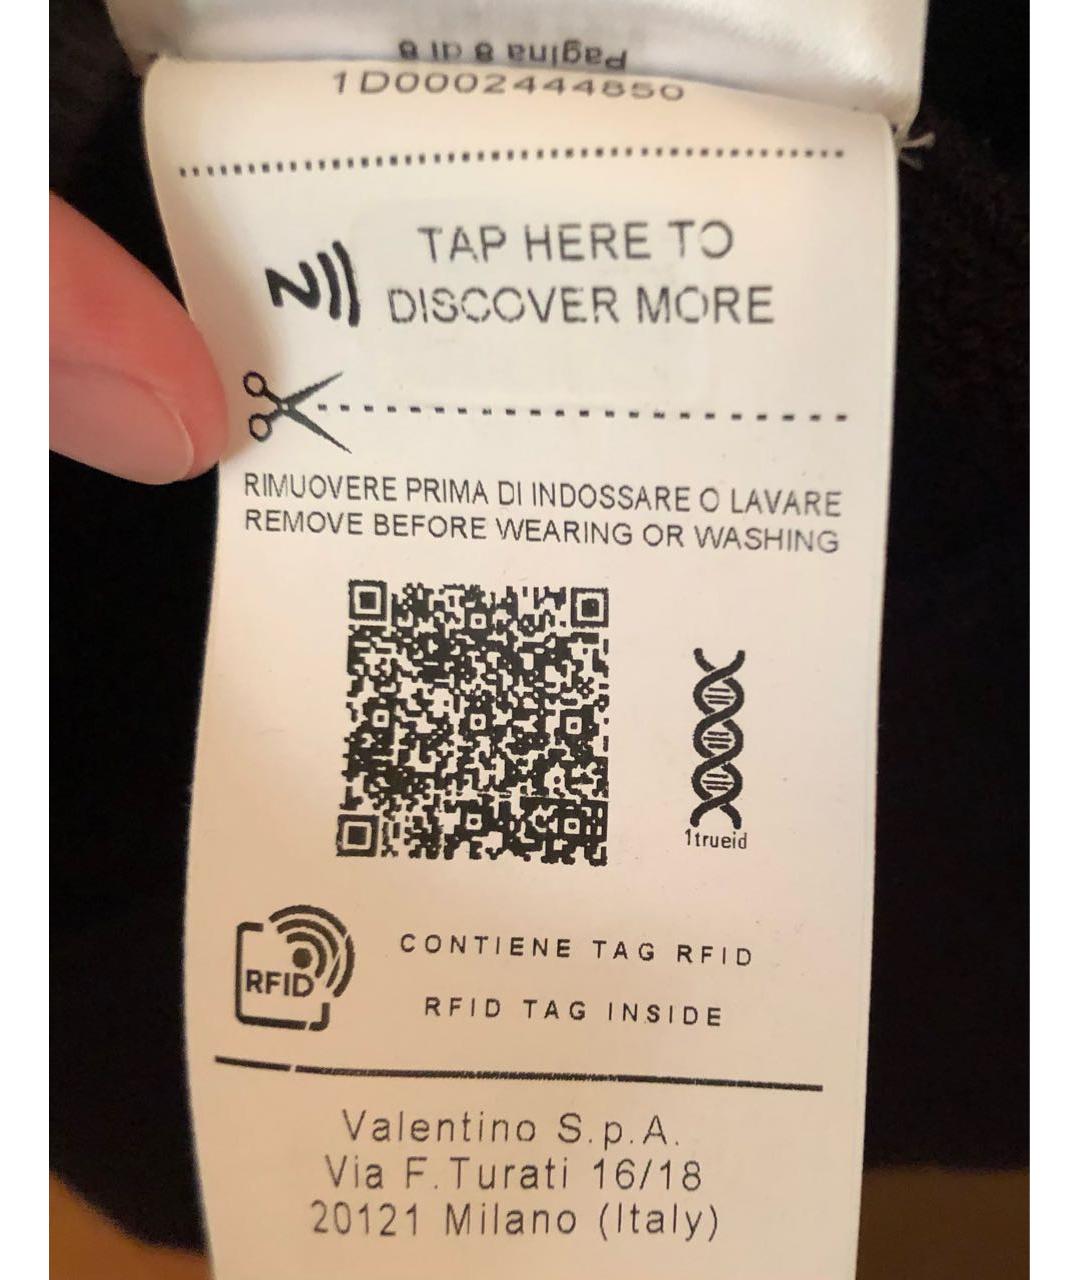 Pagina 8 di 8
1D0002444850
TAP HERE TO
DISCOVER MORE
RIMUOVERE PRIMA DI INDOSSARE O LAVARE
REMOVE BEFORE WEARING OR WASHING
1trueid
RFID
CONTIENE TAG RFID
RFID TAG INSIDE
Valentino S.p.A.
Via F.Turati 16/18
20121 Milano (Italy)